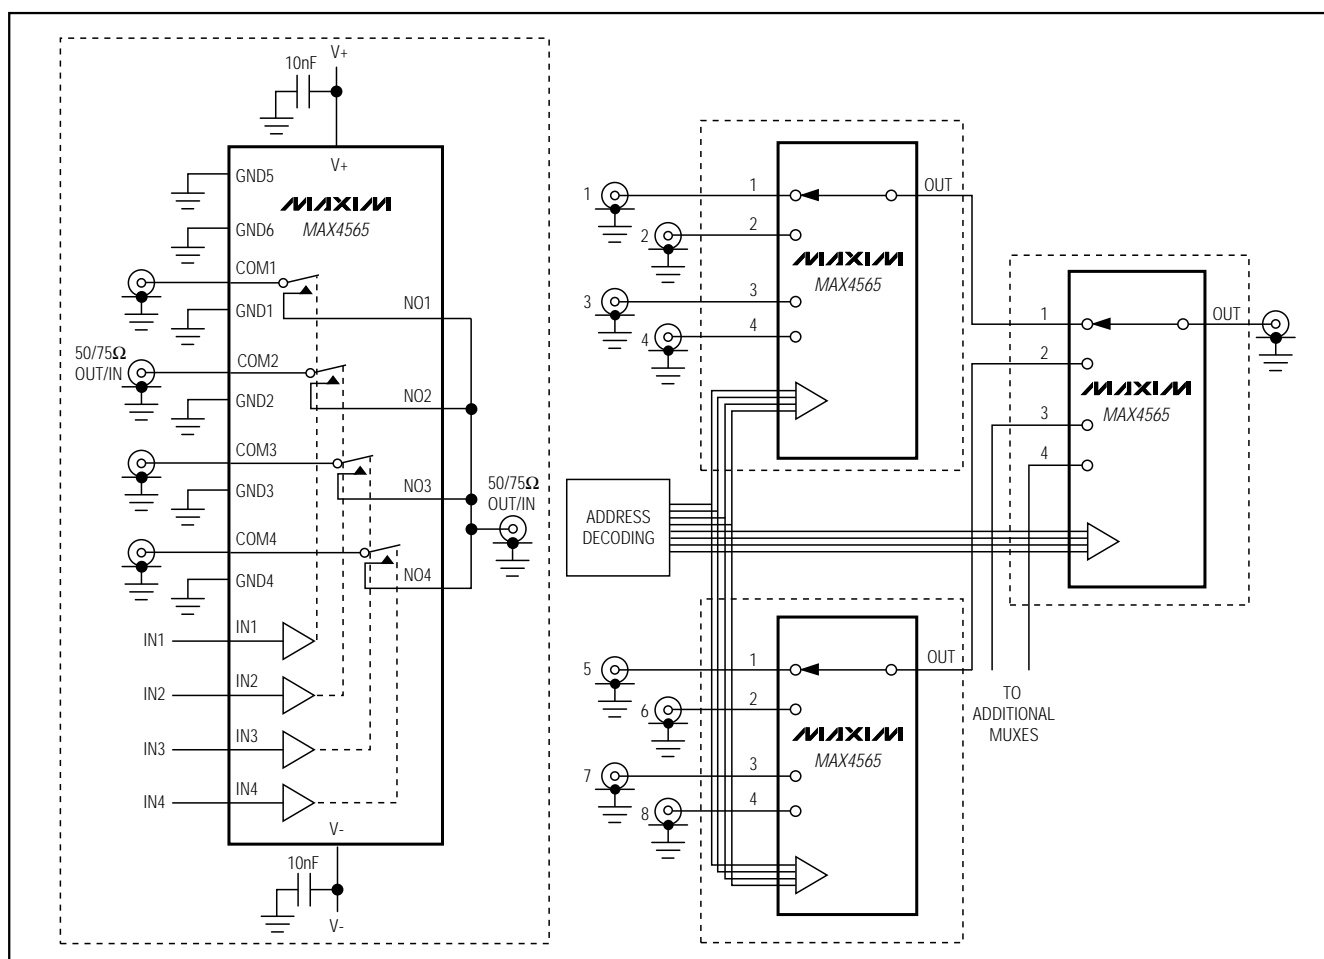 V+
10nF
V+
GND5
MAXIM
MAX4565
GND6
COM1
GND1
NO1
50/75Ω
OUT/IN
COM2
GND2
NO2
COM3
GND3
NO3
50/75Ω
OUT/IN
COM4
GND4
NO4
IN1
IN1
IN2
IN2
IN3
IN3
IN4
IN4
V-
10nF
V-
1
1
OUT
2
2
MAXIM
MAX4565
3
3
4
4
ADDRESS
DECODING
1
OUT
2
MAXIM
MAX4565
3
4
5
1
OUT
6
2
MAXIM
MAX4565
7
3
8
4
TO
ADDITIONAL
MUXES